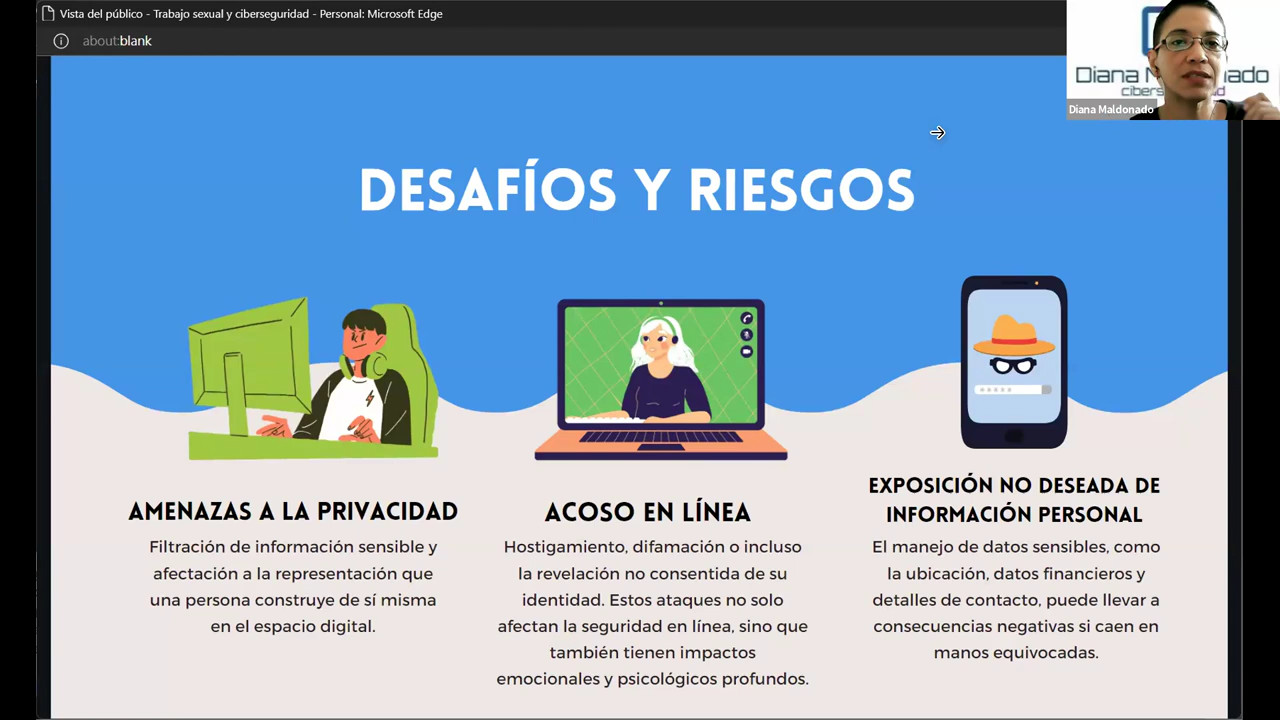 Vista del público - Trabajo sexual y ciberseguridad - Personal: Microsoft Edge
about:blank
Diana Maldonado
DESAFÍOS Y RIESGOS
AMENAZAS A LA PRIVACIDAD
Filtración de información sensible y
afectación a la representación que
una persona construye de sí misma
en el espacio digital.
ACOSO EN LÍNEA
Hostigamiento, difamación o incluso
la revelación no consentida de su
identidad. Estos ataques no solo
afectan la seguridad en línea, sino que
también tienen impactos
emocionales y psicológicos profundos.
EXPOSICIÓN NO DESEADA DE
INFORMACIÓN PERSONAL
El manejo de datos sensibles, como
la ubicación, datos financieros y
detalles de contacto, puede llevar a
consecuencias negativas si caen en
manos equivocadas.